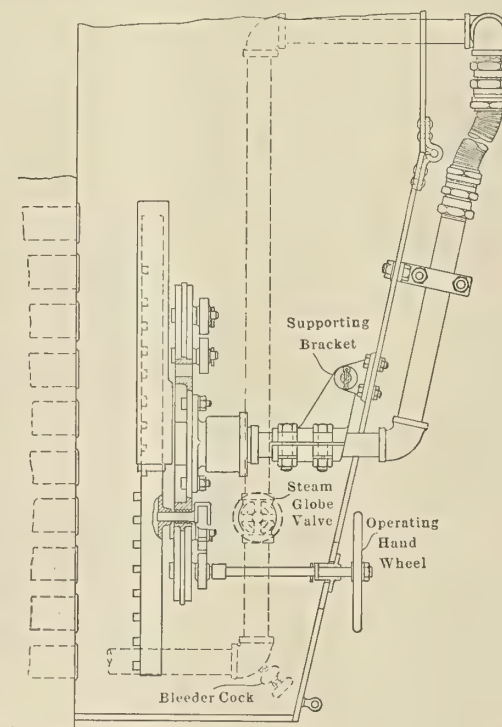 Supporting
Bracket
Steam
Globe
Valve
Operating
Hand
Wheel
Bleeder Cock